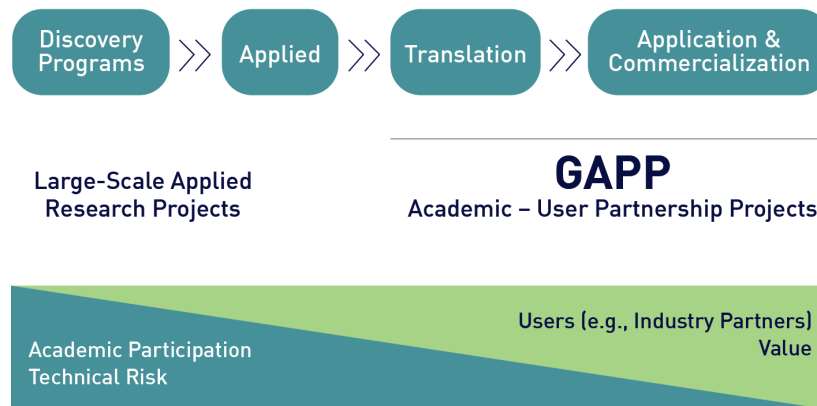 Discovery
Programs
Applied
Translation
Application &
Commercialization
Large-Scale Applied
Research Projects
GAPP
Academic – User Partnership Projects
Users (e.g., Industry Partners)
Value
Academic Participation
Technical Risk